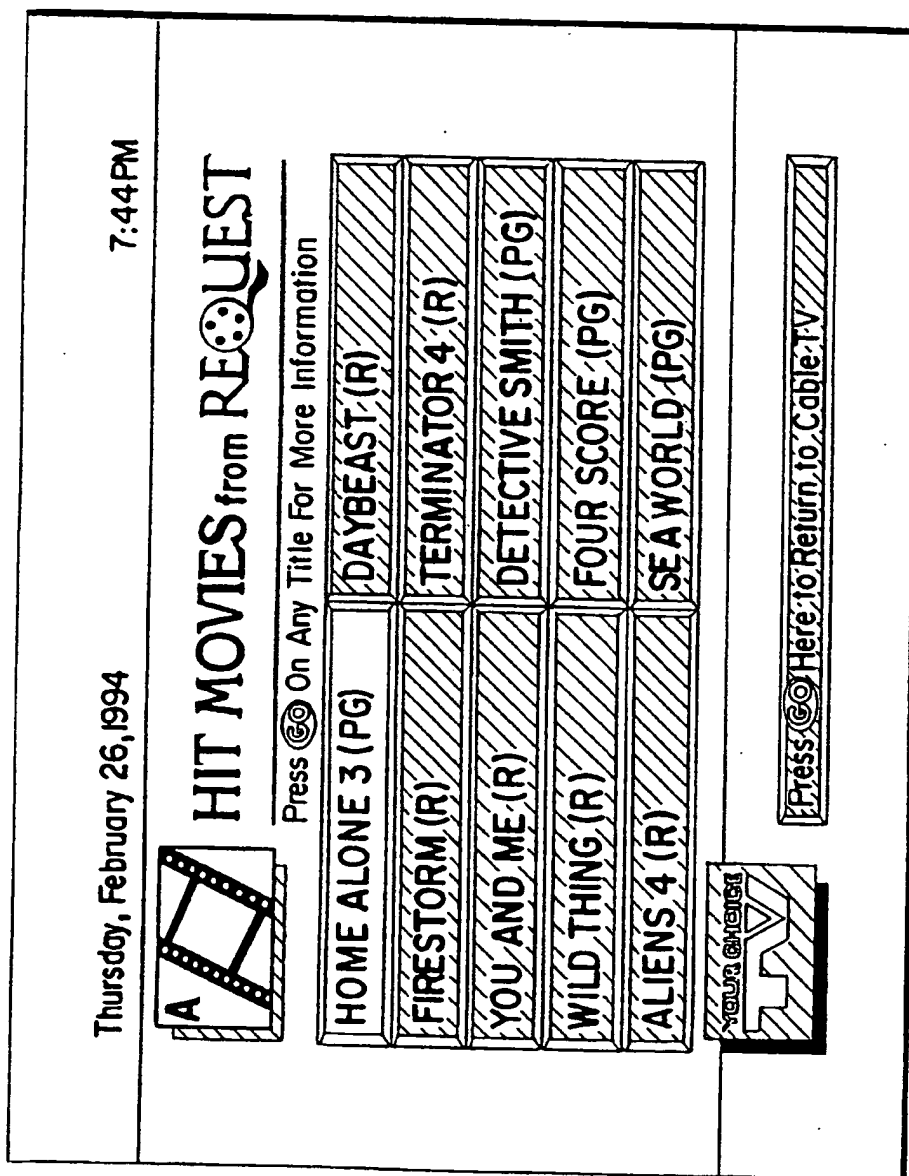 Thursday, February 26, 1994 7:44PM
A
HIT MOVIES from REQUEST
Press GO On Any Title For More Information
HOME ALONE 3 (PG) DAYBEAST (R)
FIRESTORM (R) TERMINATOR 4 (R)
YOU AND ME (R) DETECTIVE SMITH (PG)
WILD THING (R) FOUR SCORE (PG)
ALIENS 4 (R) SEA WORLD (PG)
YOUR CHOICE
TV
Press GO Here to Return to Cable TV